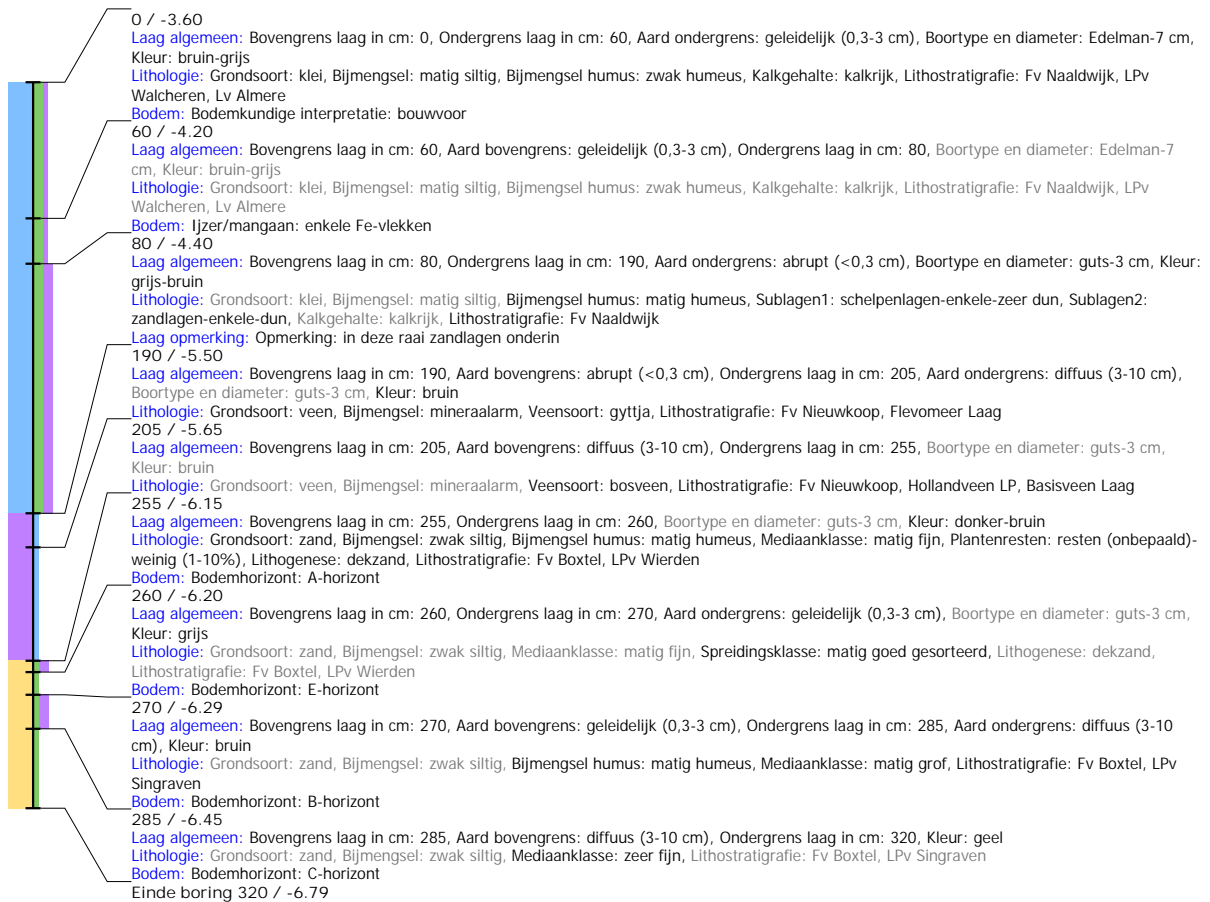 0 / -3.60
Laag algemeen: Bovengrens laag in cm: 0, Ondergrens laag in cm: 60, Aard ondergrens: geleidelijk (0,3-3 cm), Boortype en diameter: Edelman-7 cm,
Kleur: bruin-grijs
Lithologie: Grondsoort: klei, Bijmengsel: matig siltig, Bijmengsel humus: zwak humeus, Kalkgehalte: kalkrijk, Lithostratigrafie: Fv Naaldwijk, LPv
Walcheren, Lv Almere
Bodem: Bodemkundige interpretatie: bouwvoor
60 / -4.20
Laag algemeen: Bovengrens laag in cm: 60, Aard bovengrens: geleidelijk (0,3-3 cm), Ondergrens laag in cm: 80, Boortype en diameter: Edelman-7
cm, Kleur: bruin-grijs
Lithologie: Grondsoort: klei, Bijmengsel: matig siltig, Bijmengsel humus: zwak humeus, Kalkgehalte: kalkrijk, Lithostratigrafie: Fv Naaldwijk, LPv
Walcheren, Lv Almere
Bodem: Ijzer/mangaan: enkele Fe-vlekken
80 / -4.40
Laag algemeen: Bovengrens laag in cm: 80, Ondergrens laag in cm: 190, Aard ondergrens: abrupt (<0,3 cm), Boortype en diameter: guts-3 cm, Kleur:
grijs-bruin
Lithologie: Grondsoort: klei, Bijmengsel: matig siltig, Bijmengsel humus: matig humeus, Sublagen1: schelpenlagen-enkele-zeer dun, Sublagen2:
zandlagen-enkele-dun, Kalkgehalte: kalkrijk, Lithostratigrafie: Fv Naaldwijk
Laag opmerking: Opmerking: in deze raai zandlagen onderin
190 / -5.50
Laag algemeen: Bovengrens laag in cm: 190, Aard bovengrens: abrupt (<0,3 cm), Ondergrens laag in cm: 205, Aard ondergrens: diffuus (3-10 cm),
Boortype en diameter: guts-3 cm, Kleur: bruin
Lithologie: Grondsoort: veen, Bijmengsel: mineraalarm, Veensoort: gyttja, Lithostratigrafie: Fv Nieuwkoop, Flevomeer Laag
205 / -5.65
Laag algemeen: Bovengrens laag in cm: 205, Aard bovengrens: diffuus (3-10 cm), Ondergrens laag in cm: 255, Boortype en diameter: guts-3 cm,
Kleur: bruin
Lithologie: Grondsoort: veen, Bijmengsel: mineraalarm, Veensoort: bosveen, Lithostratigrafie: Fv Nieuwkoop, Hollandveen LP, Basisveen Laag
255 / -6.15
Laag algemeen: Bovengrens laag in cm: 255, Ondergrens laag in cm: 260, Boortype en diameter: guts-3 cm, Kleur: donker-bruin
Lithologie: Grondsoort: zand, Bijmengsel: zwak siltig, Bijmengsel humus: matig humeus, Mediaanklasse: matig fijn, Plantenresten: resten (onbepaald)-
weinig (1-10%), Lithogenese: dekzand, Lithostratigrafie: Fv Boxtel, LPv Wierden
Bodem: Bodemhorizont: A-horizont
260 / -6.20
Laag algemeen: Bovengrens laag in cm: 260, Ondergrens laag in cm: 270, Aard ondergrens: geleidelijk (0,3-3 cm), Boortype en diameter: guts-3 cm,
Kleur: grijs
Lithologie: Grondsoort: zand, Bijmengsel: zwak siltig, Mediaanklasse: matig fijn, Spreidingsklasse: matig goed gesorteerd, Lithogenese: dekzand,
Lithostratigrafie: Fv Boxtel, LPv Wierden
Bodem: Bodemhorizont: E-horizont
270 / -6.29
Laag algemeen: Bovengrens laag in cm: 270, Aard bovengrens: geleidelijk (0,3-3 cm), Ondergrens laag in cm: 285, Aard ondergrens: diffuus (3-10
cm), Kleur: bruin
Lithologie: Grondsoort: zand, Bijmengsel: zwak siltig, Bijmengsel humus: matig humeus, Mediaanklasse: matig grof, Lithostratigrafie: Fv Boxtel, LPv
Singraven
Bodem: Bodemhorizont: B-horizont
285 / -6.45
Laag algemeen: Bovengrens laag in cm: 285, Aard bovengrens: diffuus (3-10 cm), Ondergrens laag in cm: 320, Kleur: geel
Lithologie: Grondsoort: zand, Bijmengsel: zwak siltig, Mediaanklasse: zeer fijn, Lithostratigrafie: Fv Boxtel, LPv Singraven
Bodem: Bodemhorizont: C-horizont
Einde boring 320 / -6.79